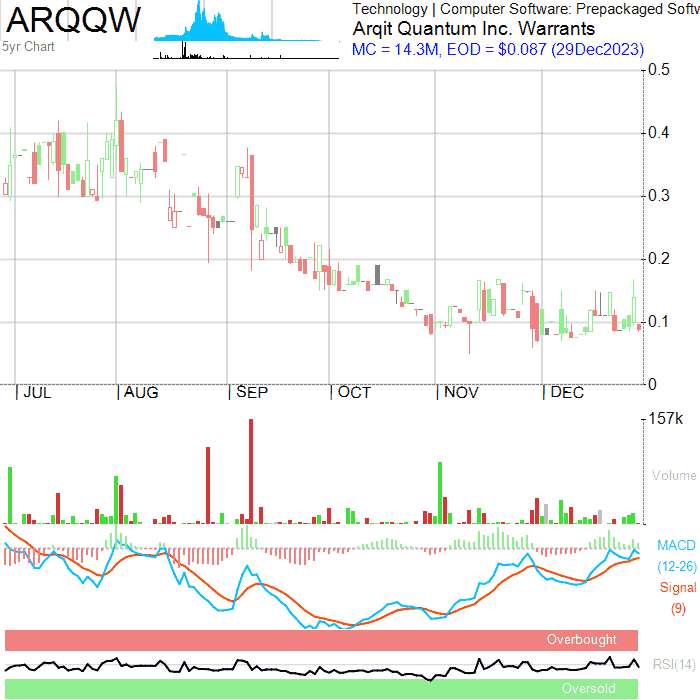 ARQQW
5yr Chart
Technology | Computer Software: Prepackaged Softw
Arqit Quantum Inc. Warrants
MC = 14.3M, EOD = $0.087 (29Dec2023)
0.5
0.4
0.3
0.2
0.1
0
JUL AUG SEP OCT NOV DEC
157k
Volume
MACD
(12-26)
Signal
(9)
Overbought
RSI(14)
Oversold